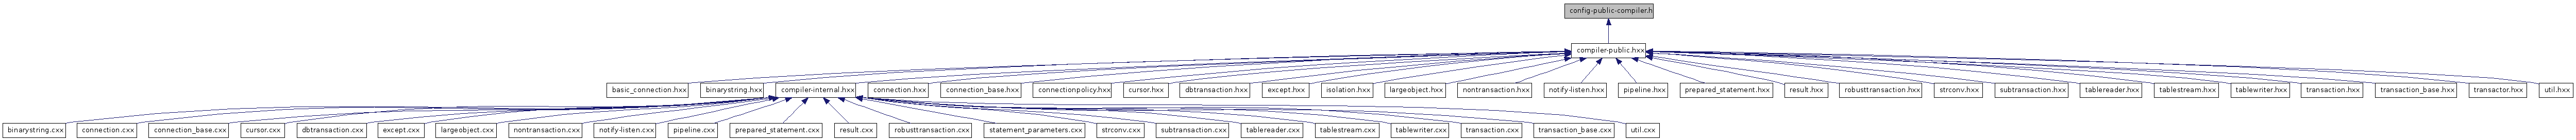 config-public-compiler.h
compiler-public.hxx
basic_connection.hxx
binarystring.hxx
compiler-internal.hxx
connection.hxx
connection_base.hxx
connectionpolicy.hxx
cursor.hxx
dbtransaction.hxx
except.hxx
isolation.hxx
largeobject.hxx
nontransaction.hxx
notify-listen.hxx
pipeline.hxx
prepared_statement.hxx
result.hxx
robusttransaction.hxx
strconv.hxx
subtransaction.hxx
tablereader.hxx
tablestream.hxx
tablewriter.hxx
transaction.hxx
transaction_base.hxx
transactor.hxx
util.hxx
binarystring.cxx
connection.cxx
connection_base.cxx
cursor.cxx
dbtransaction.cxx
except.cxx
largeobject.cxx
nontransaction.cxx
notify-listen.cxx
pipeline.cxx
prepared_statement.cxx
result.cxx
robusttransaction.cxx
statement_parameters.cxx
strconv.cxx
subtransaction.cxx
tablereader.cxx
tablestream.cxx
tablewriter.cxx
transaction.cxx
transaction_base.cxx
util.cxx